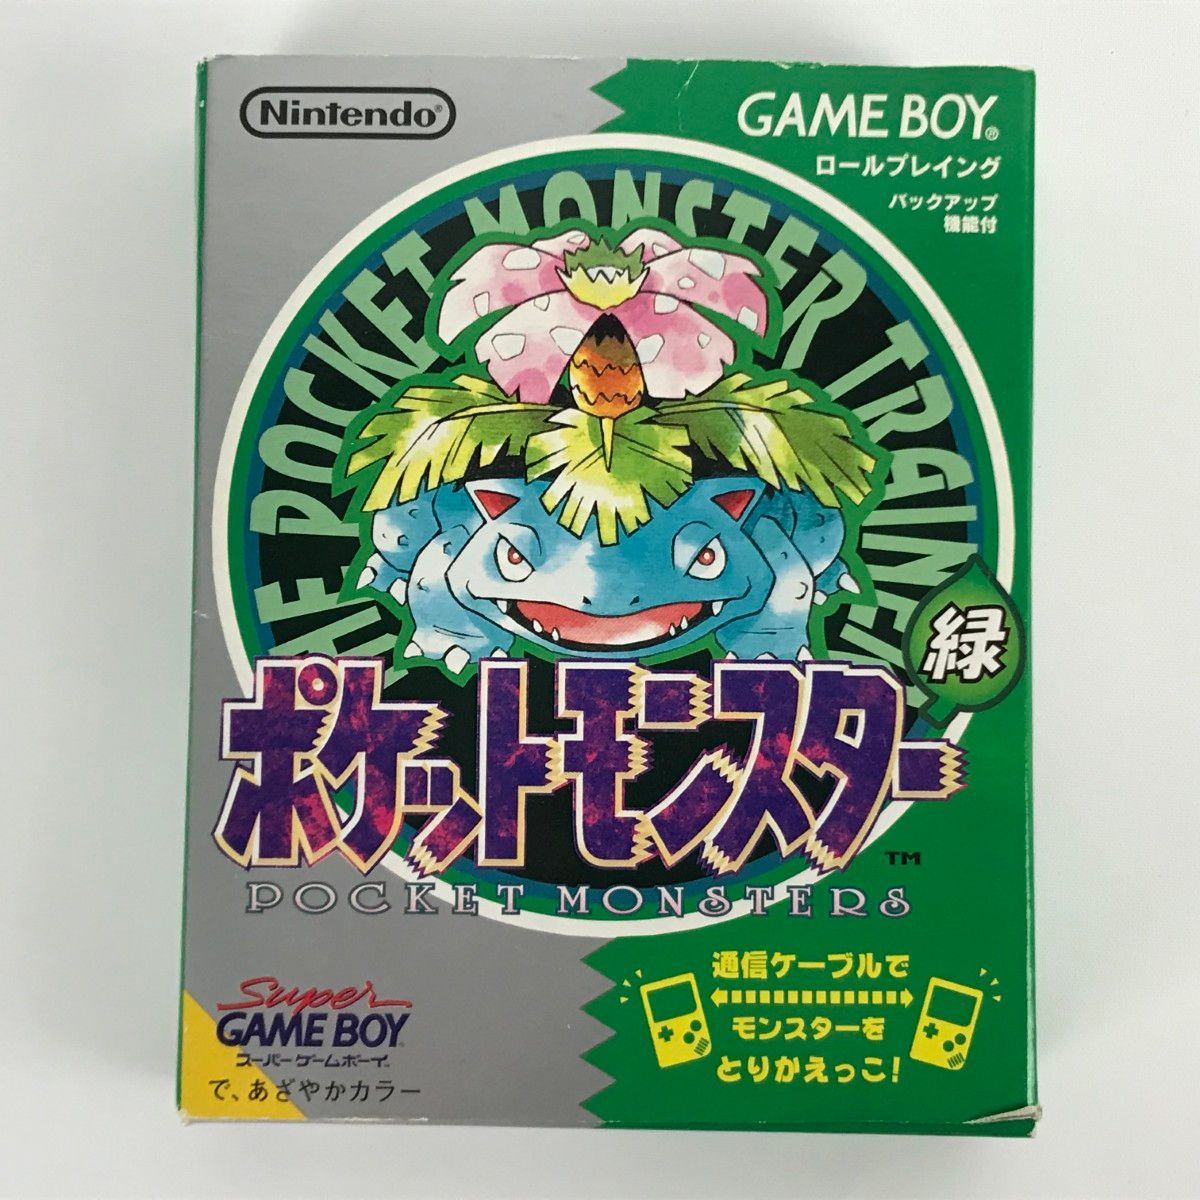 Nintendo®
GAME BOY®
ロールプレイング
バックアップ
機能付
THE POCKET MONSTER TRAINER
緑
ポケットモンスター
TM
POCKET MONSTERS
通信ケーブルで
モンスターを
とりかえっこ!
Super
GAME BOY
スーパーゲームボーイ
で、あざやかカラー